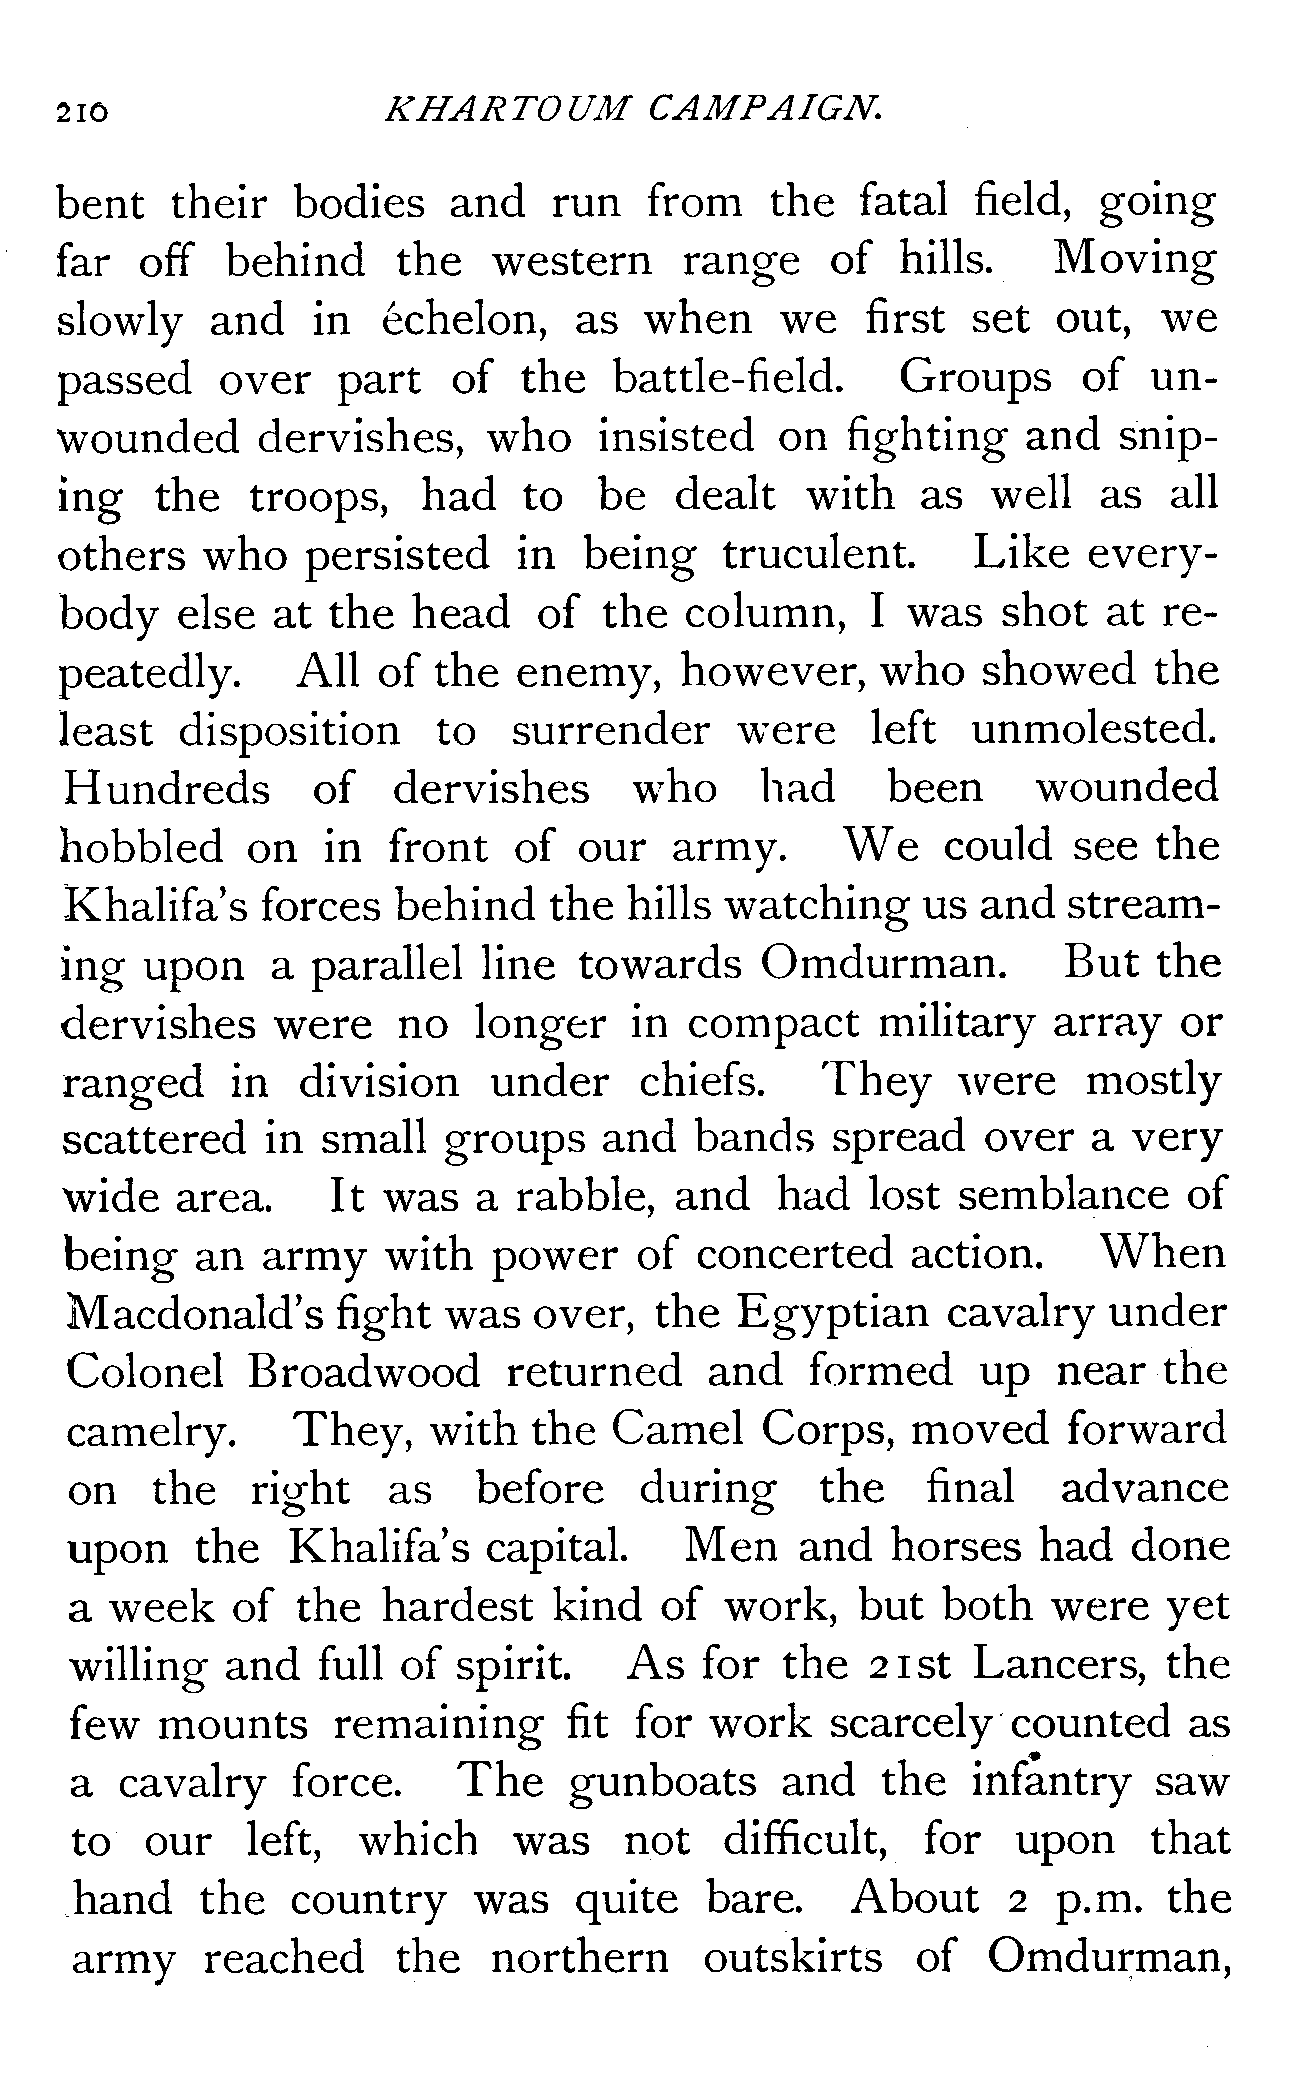 210 KHARTOUM CAMPAIGN.
bent their bodies and run from the fatal field, going
far off behind the western range of hills. Moving
slowly and in échelon, as when we first set out, we
passed over part of the battle-field. Groups of un-
wounded dervishes, who insisted on fighting and snip-
ing the troops, had to be dealt with as well as all
others who persisted in being truculent. Like every-
body else at the head of the column, I was shot at re-
peatedly. All of the enemy, however, who showed the
least disposition to surrender were left unmolested.
Hundreds of dervishes who had been wounded
hobbled on in front of our army. We could see the
Khalifa's forces behind the hills watching us and stream-
ing upon a parallel line towards Omdurman. But the
dervishes were no longer in compact military array or
ranged in division under chiefs. They were mostly
scattered in small groups and bands spread over a very
wide area. It was a rabble, and had lost semblance of
being an army with power of concerted action. When
Macdonald's fight was over, the Egyptian cavalry under
Colonel Broadwood returned and formed up near the
camelry. They, with the Camel Corps, moved forward
on the right as before during the final advance
upon the Khalifa's capital. Men and horses had done
a week of the hardest kind of work, but both were yet
willing and full of spirit. As for the 21st Lancers, the
few mounts remaining fit for work scarcely counted as
a cavalry force. The gunboats and the infantry saw
to our left, which was not difficult, for upon that
hand the country was quite bare. About 2 p.m. the
army reached the northern outskirts of Omdurman,